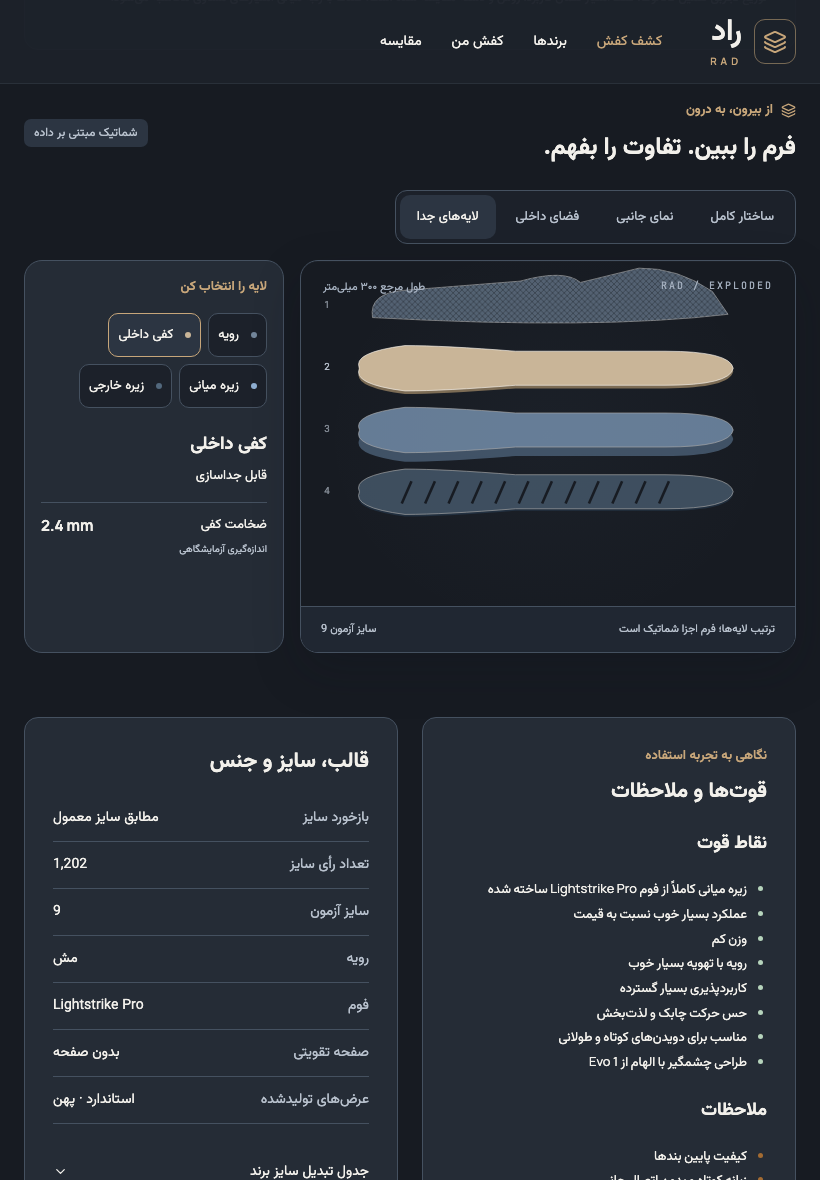 راد
RAD
کشف کفش
برندها
کفش من
مقایسه
از بیرون، به درون
فرم را ببین. تفاوت را بفهم.
شماتیک مبتنی بر داده
ساختار کامل
نمای جانبی
فضای داخلی
لایه‌های جدا
RAD / EXPLODED
طول مرجع ۳۰۰ میلی‌متر
1
2
3
4
ترتیب لایه‌ها؛ فرم اجزا شماتیک است
سایز آزمون 9
لایه را انتخاب کن
رویه
کفی داخلی
زیره میانی
زیره خارجی
کفی داخلی
قابل جداسازی
ضخامت کفی
2.4 mm
اندازه‌گیری آزمایشگاهی
نگاهی به تجربه استفاده
قوت‌ها و ملاحظات
نقاط قوت
زیره میانی کاملاً از فوم Lightstrike Pro ساخته شده
عملکرد بسیار خوب نسبت به قیمت
وزن کم
رویه با تهویه بسیار خوب
کاربردپذیری بسیار گسترده
حس حرکت چابک و لذت‌بخش
مناسب برای دویدن‌های کوتاه و طولانی
طراحی چشمگیر با الهام از Evo 1
ملاحظات
کیفیت پایین بندها
قالب، سایز و جنس
بازخورد سایز
مطابق سایز معمول
تعداد رأی سایز
1,202
سایز آزمون
9
رویه
مش
فوم
Lightstrike Pro
صفحه تقویتی
بدون صفحه
عرض‌های تولیدشده
استاندارد · پهن
جدول تبدیل سایز برند